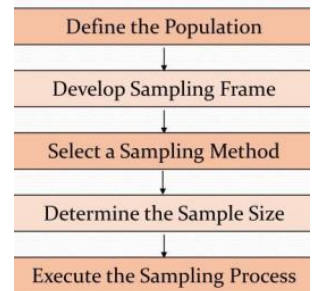 Define the Population
Develop Sampling Frame
Select a Sampling Method
Determine the Sample Size
Execute the Sampling Process